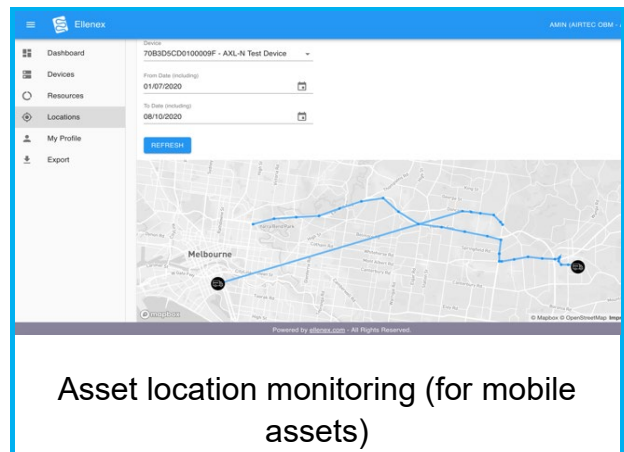 Ellenex
AMIN (AIRTEC OBM -
Dashboard
Devices
Resources
Locations
My Profile
Export
Device
70B3D5CD0100009F - AXL-N Test Device
From Date (including)
01/07/2020
To Date (including)
08/10/2020
REFRESH
Melbourne
mapbox
© Mapbox © OpenStreetMap Impr
Powered by ellenex.com - All Rights Reserved.
Asset location monitoring (for mobile
assets)